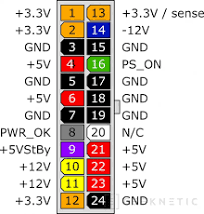 +3.3V 1 13 +3.3V / sense
+3.3V 2 14 -12V
GND 3 15 GND
+5V 4 16 PS_ON
GND 5 17 GND
+5V 6 18 GND
GND 7 19 GND
PWR_OK 8 20 N/C
+5VStBy 9 21 +5V
+12V 10 22 +5V
+12V 11 23 +5V
+3.3V 12 24 GND